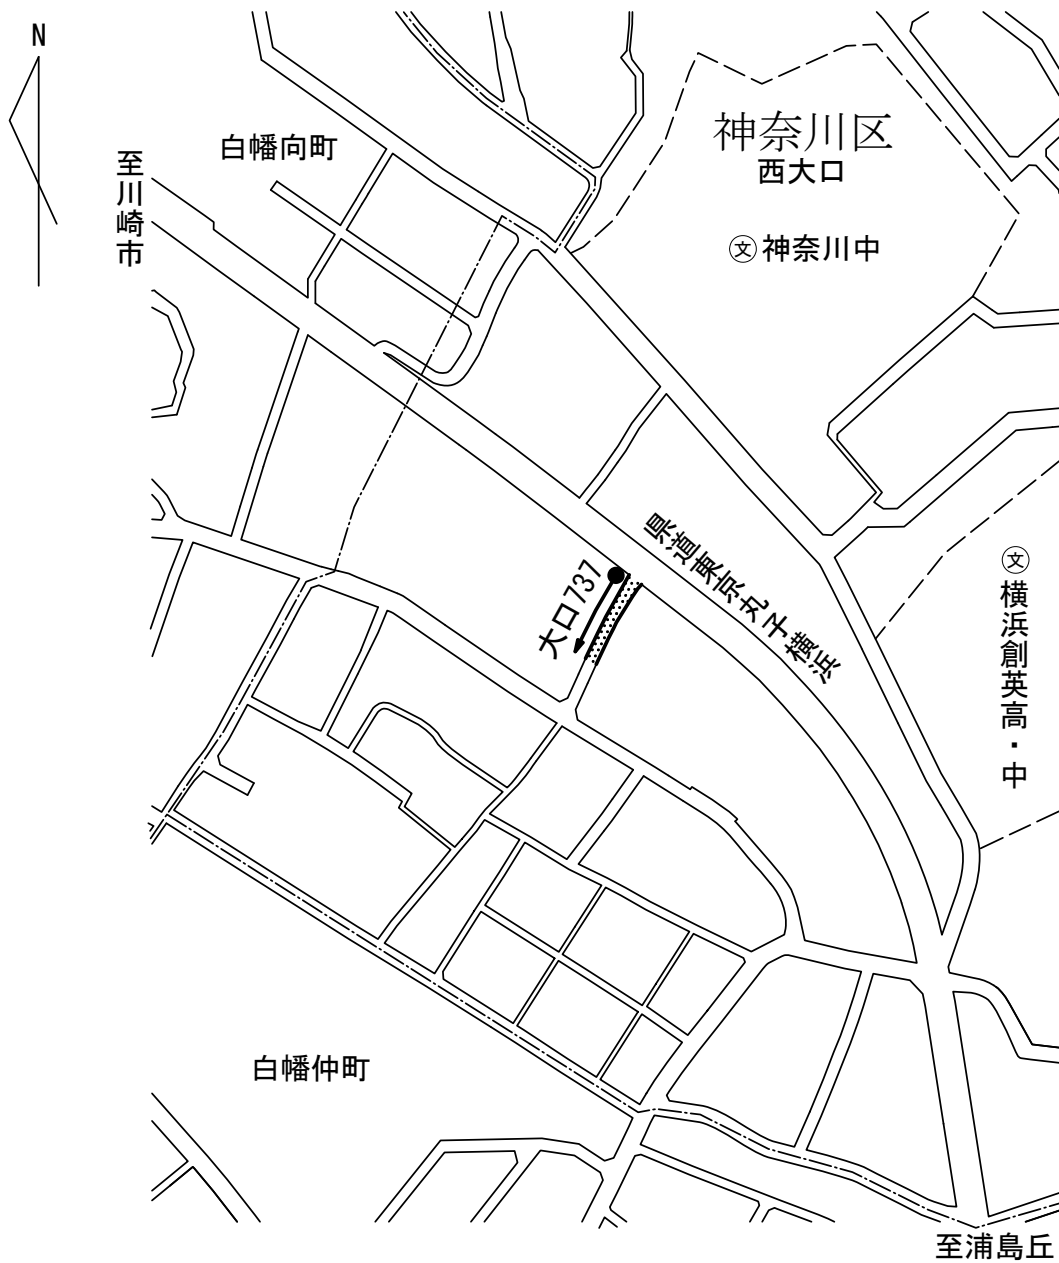 N
白幡向町
至川崎市
神奈川区
西大口
文 神奈川中
県道東京丸子横浜
大口737
文 横浜創英高・中
白幡仲町
至浦島丘